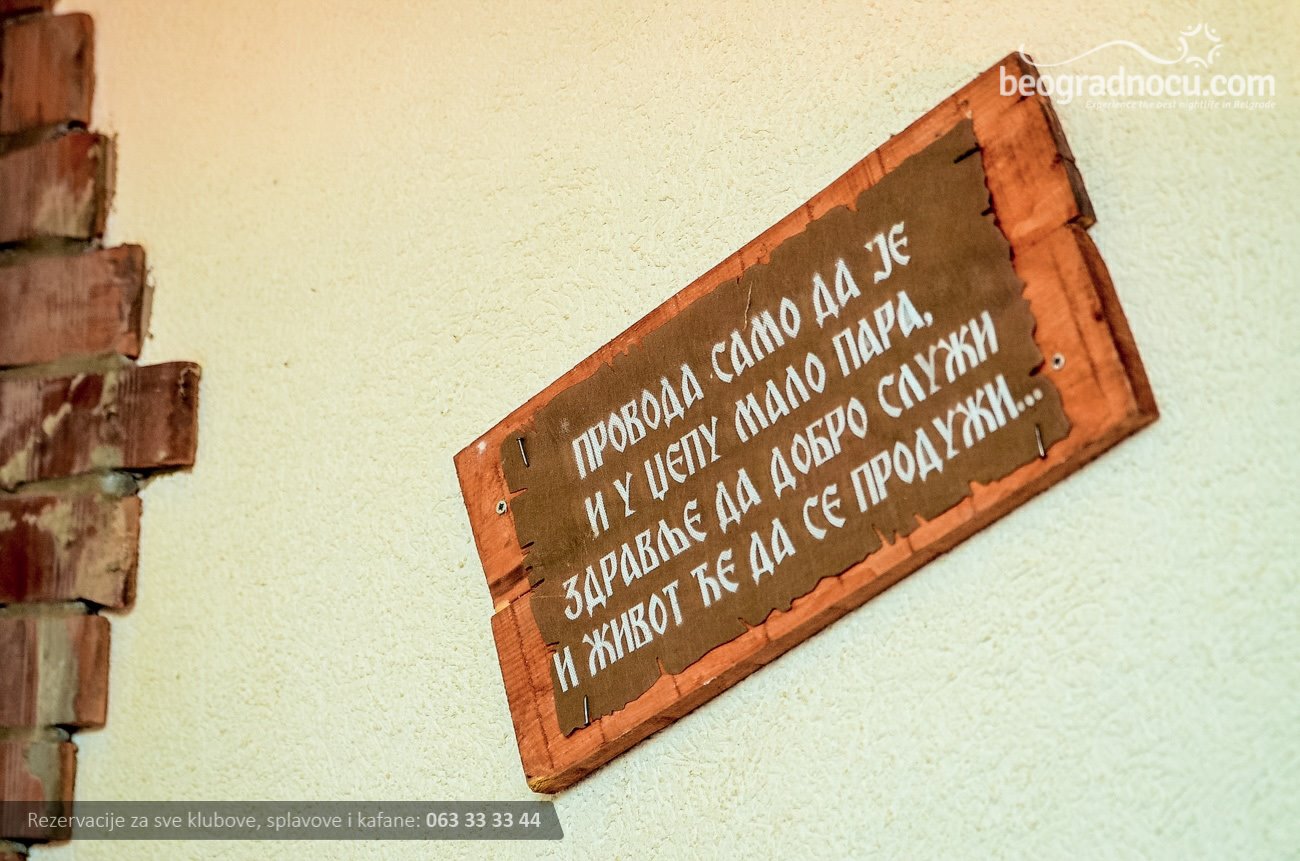 beogradnocu.com
Experience the best nightlife in Belgrade
ПРОВОДА САМО ДА ЈЕ
И У ЏЕПУ МАЛО ПАРА,
ЗДРАВЉЕ ДА ДОБРО СЛУЖИ
И ЖИВОТ ЋЕ ДА СЕ ПРОДУЖИ...
Rezervacije za sve klubove, splavove i kafane: 063 33 33 44